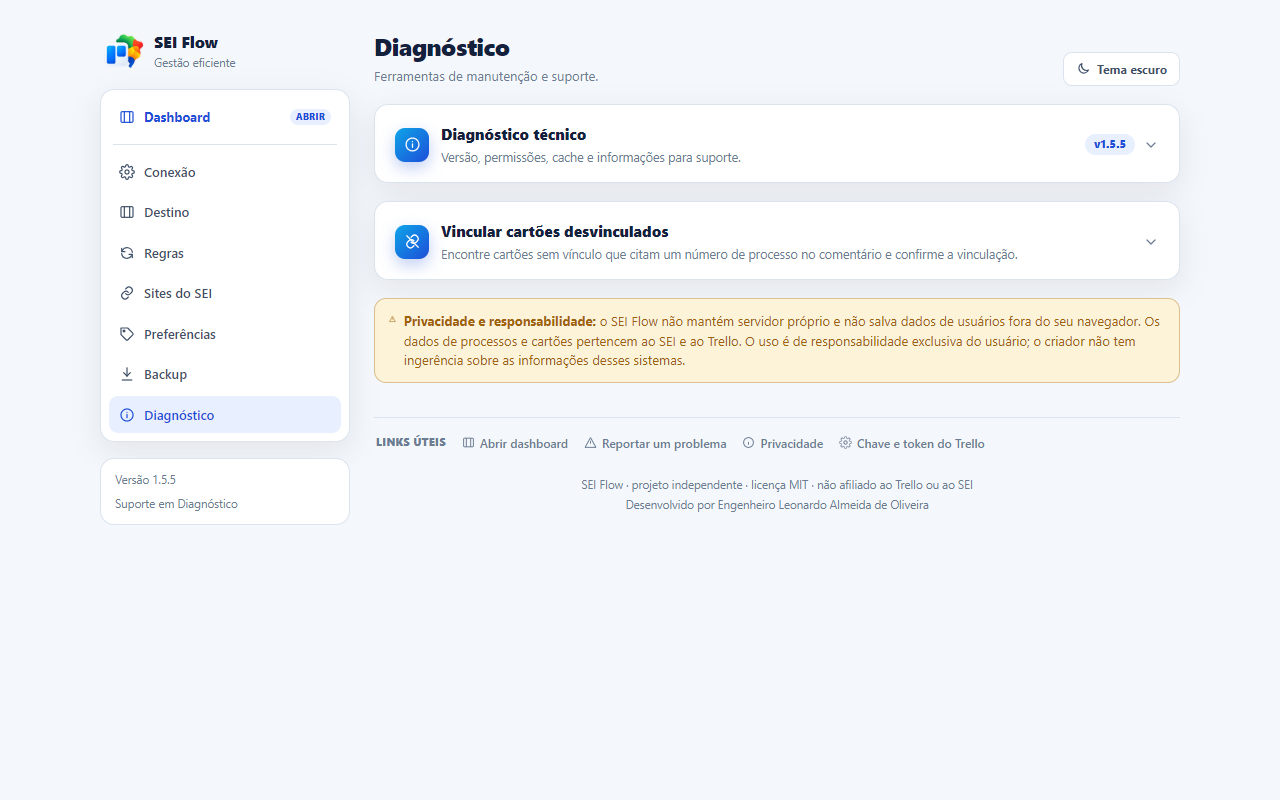 SEI Flow
Gestão eficiente
Dashboard
ABRIR
Conexão
Destino
Regras
Sites do SEI
Preferências
Backup
Diagnóstico
Versão 1.5.5
Suporte em Diagnóstico
Diagnóstico
Ferramentas de manutenção e suporte.
Tema escuro
Diagnóstico técnico
Versão, permissões, cache e informações para suporte.
v1.5.5
Vincular cartões desvinculados
Encontre cartões sem vínculo que citam um número de processo no comentário e confirme a vinculação.
Privacidade e responsabilidade: o SEI Flow não mantém servidor próprio e não salva dados de usuários fora do seu navegador. Os
dados de processos e cartões pertencem ao SEI e ao Trello. O uso é de responsabilidade exclusiva do usuário; o criador não tem
ingerência sobre as informações desses sistemas.
LINKS ÚTEIS
Abrir dashboard
Reportar um problema
Privacidade
Chave e token do Trello
SEI Flow · projeto independente · licença MIT · não afiliado ao Trello ou ao SEI
Desenvolvido por Engenheiro Leonardo Almeida de Oliveira